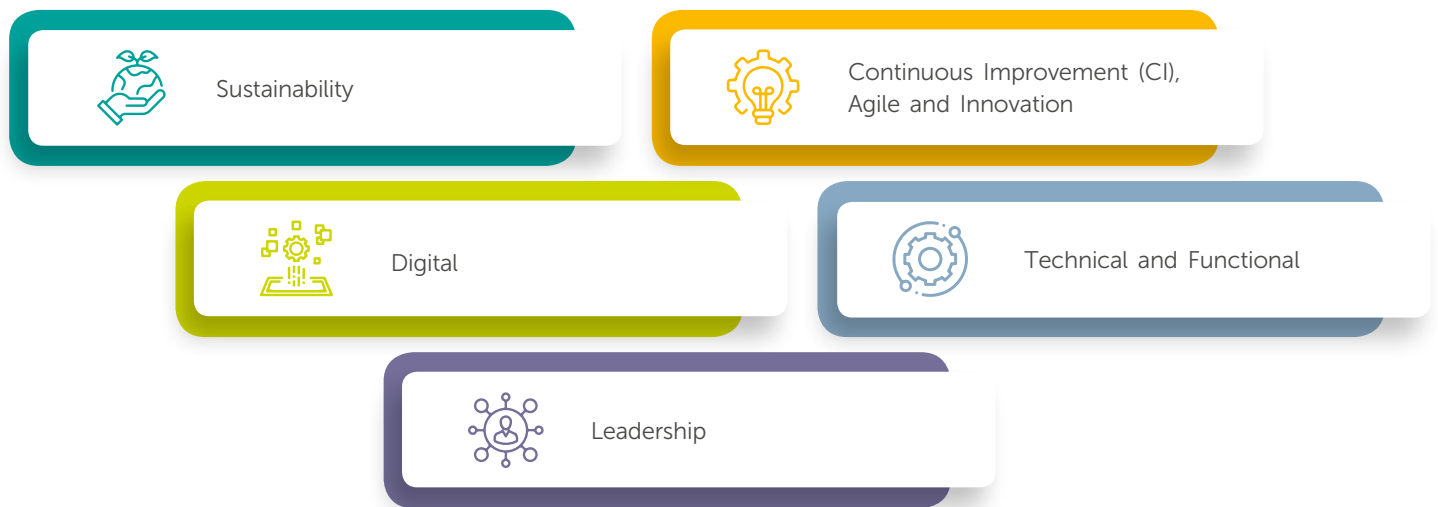 Sustainability
Continuous Improvement (CI),
Agile and Innovation
Digital
Technical and Functional
Leadership